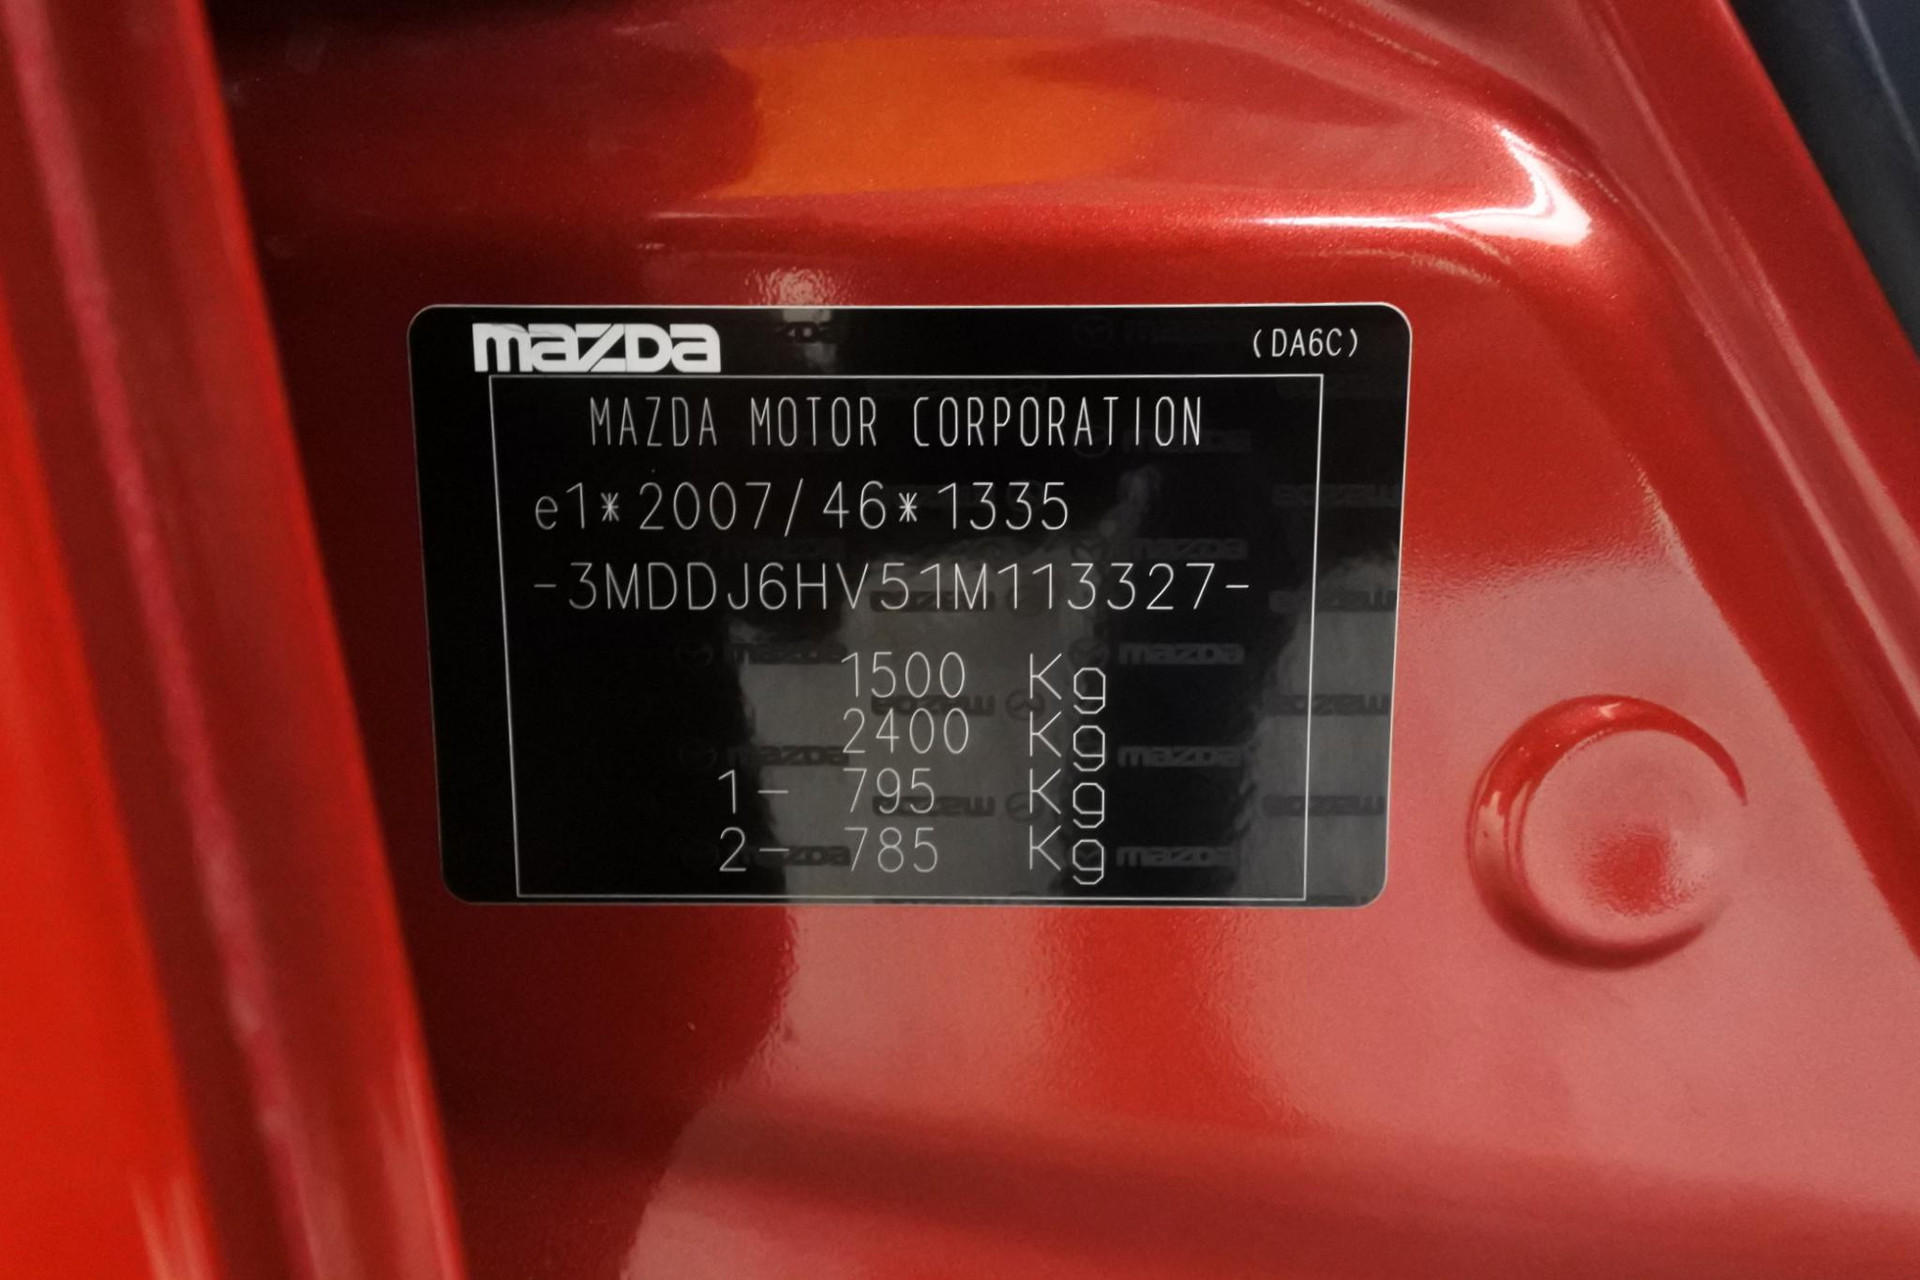 mazda
(DA6C)
MAZDA MOTOR CORPORATION
e1*2007/46*1335
-3MDDJ6HV51M113327-
1500 Kg
2400 Kg
1- 795 Kg
2- 785 Kg